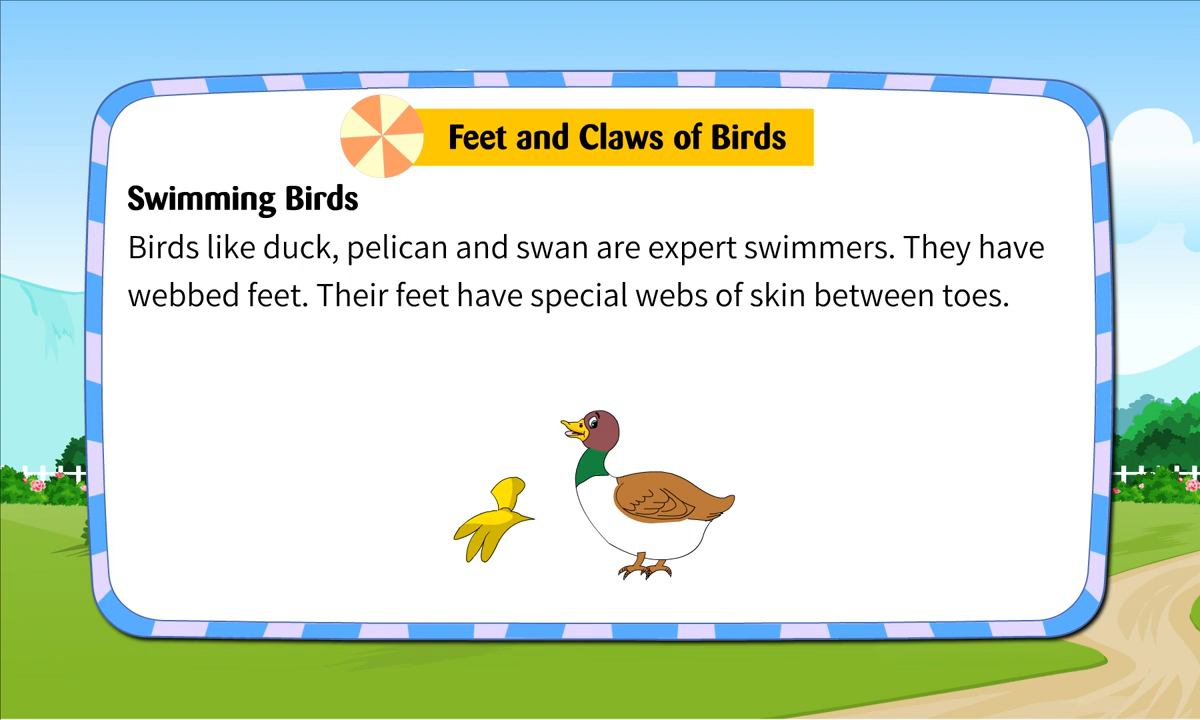 Feet and Claws of Birds
Swimming Birds
Birds like duck, pelican and swan are expert swimmers. They have
webbed feet. Their feet have special webs of skin between toes.